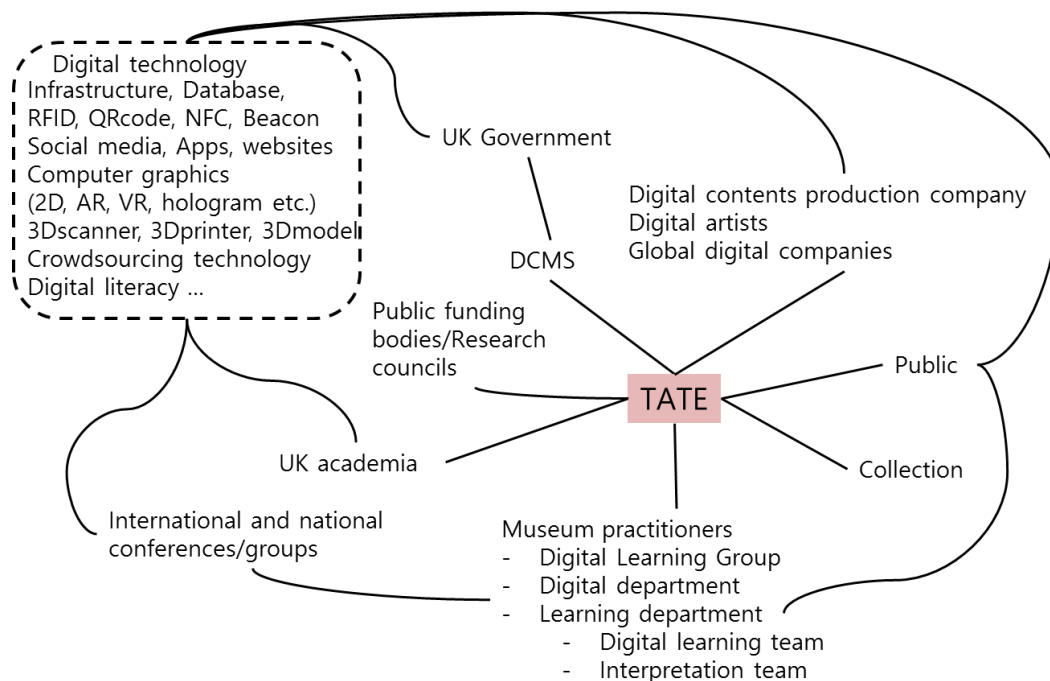 Digital technology
Infrastructure, Database,
RFID, QRcode, NFC, Beacon
Social media, Apps, websites
Computer graphics
(2D, AR, VR, hologram etc.)
3Dscanner, 3Dprinter, 3Dmodel
Crowdsourcing technology
Digital literacy ...
UK Government
DCMS
Digital contents production company
Digital artists
Global digital companies
Public funding
bodies/Research
councils
TATE
Public
UK academia
Collection
International and national
conferences/groups
Museum practitioners
- Digital Learning Group
- Digital department
- Learning department
- Digital learning team
- Interpretation team